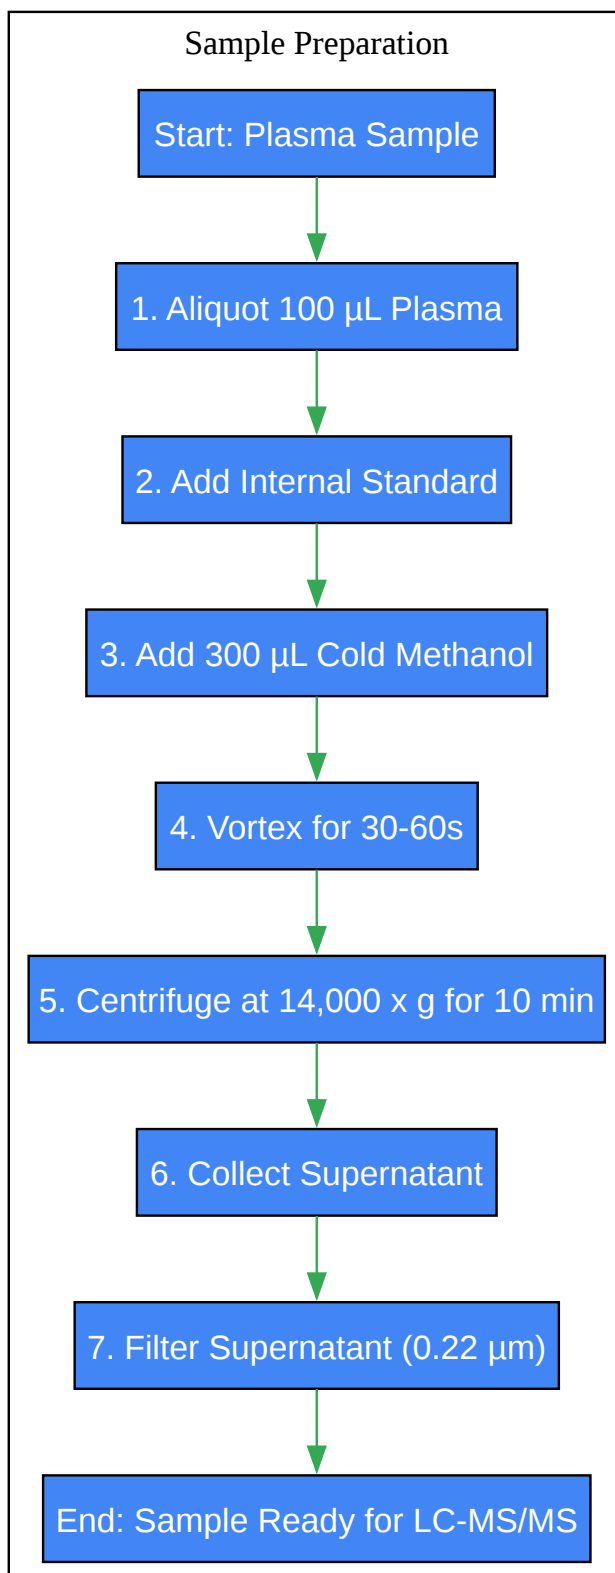 Sample Preparation
Start: Plasma Sample
1. Aliquot 100 µL Plasma
2. Add Internal Standard
3. Add 300 µL Cold Methanol
4. Vortex for 30-60s
5. Centrifuge at 14,000 x g for 10 min
6. Collect Supernatant
7. Filter Supernatant (0.22 µm)
End: Sample Ready for LC-MS/MS